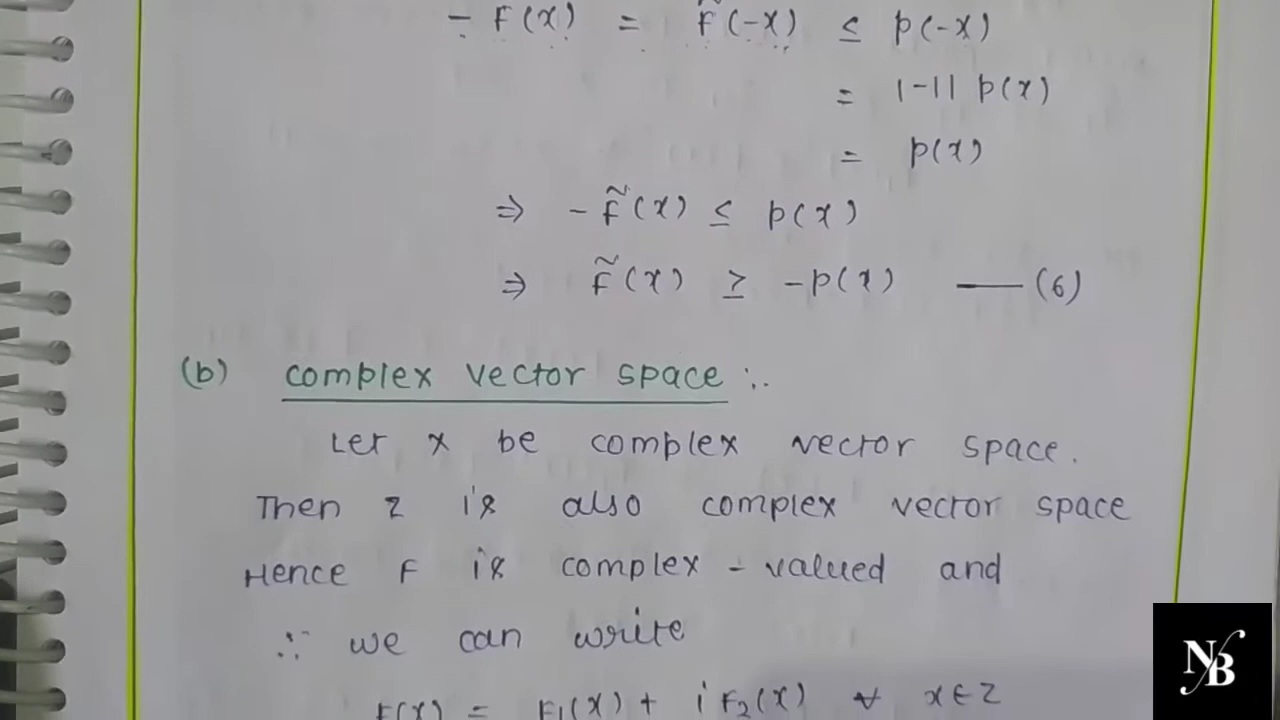 - F(x) = F̃(-x) ≤ p(-x)
= |-1| p(x)
= p(x)
⇒ -F̃(x) ≤ p(x)
⇒ F̃(x) ≥ -p(x) —— (6)
(b) complex vector space :.
Let x be complex vector space.
Then z is also complex vector space
Hence F is complex - valued and
∴ we can write
F(x) = F₁(x) + i F₂(x) ∀ x ∈ z
NB